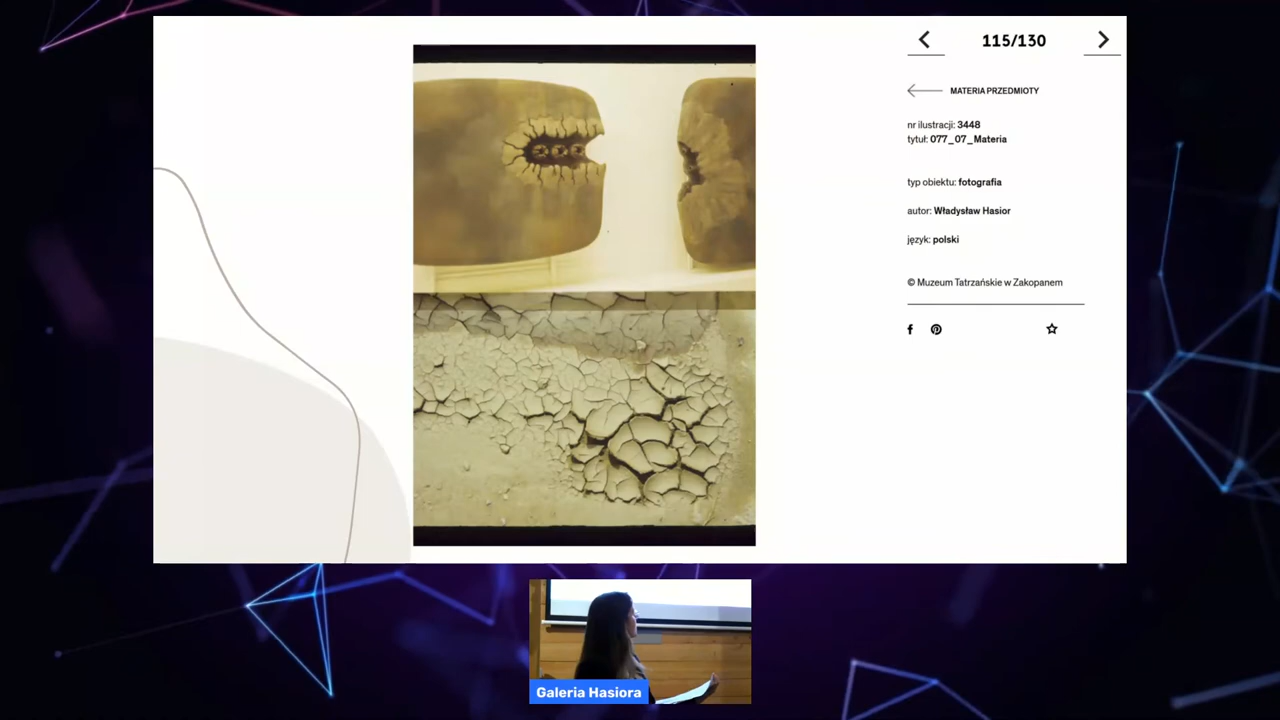 115/130
MATERIA PRZEDMIOTY
nr ilustracji: 3448
tytuł: 077_07_Materia
typ obiektu: fotografia
autor: Władysław Hasior
język: polski
© Muzeum Tatrzańskie w Zakopanem
Galeria Hasiora